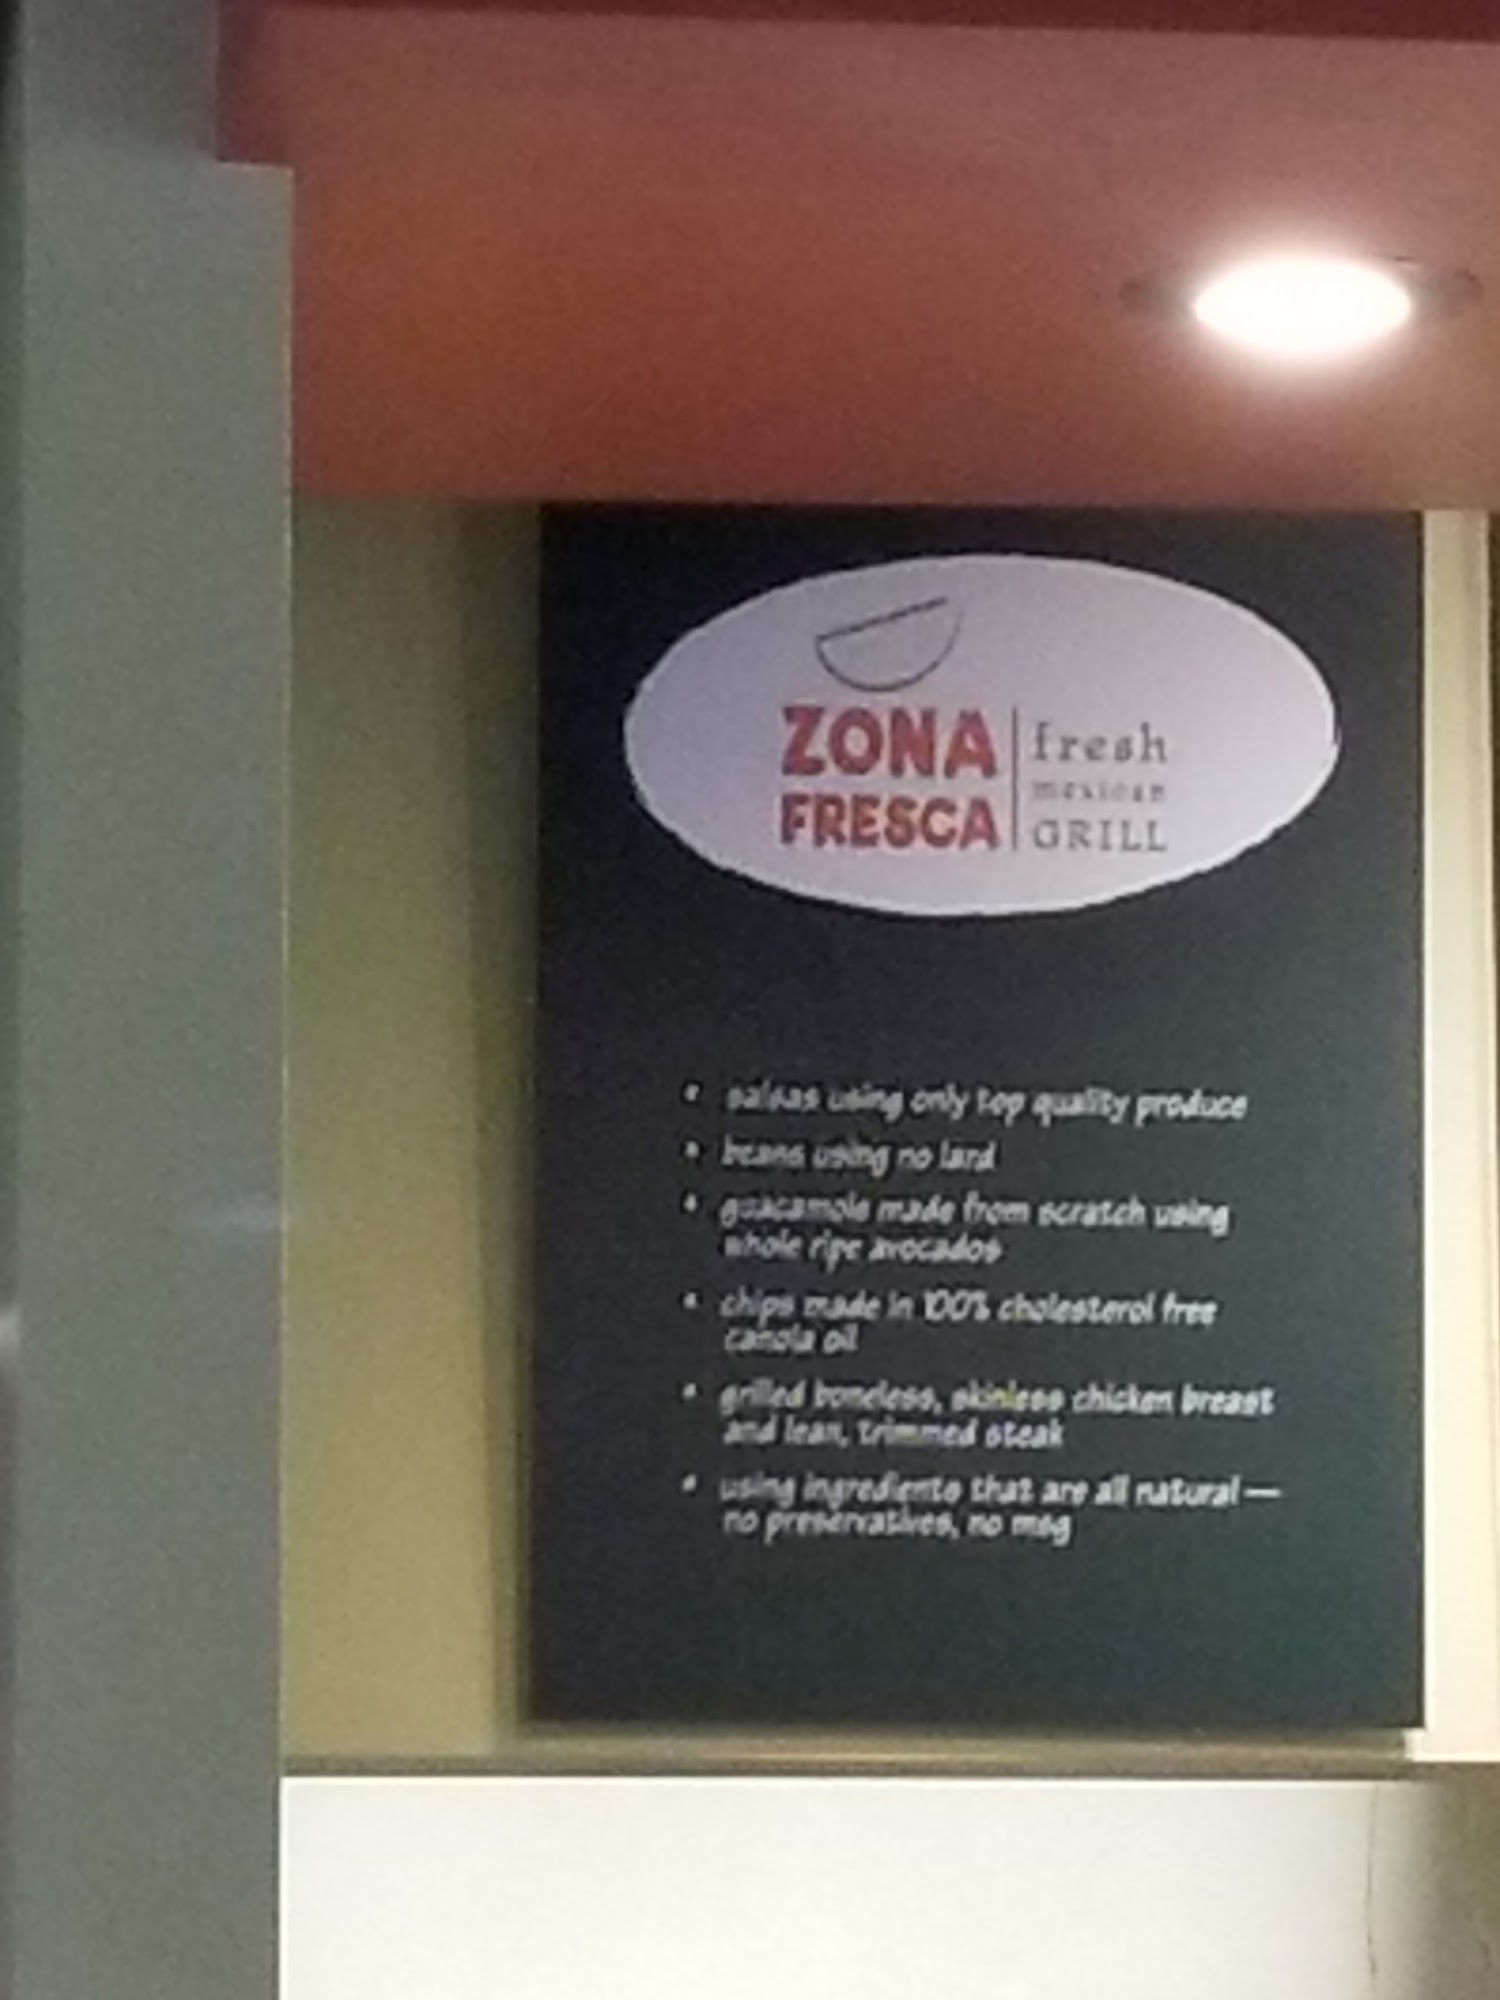 ZONA
FRESCA
fresh
mexican
GRILL
• salsas using only top quality produce
• beans using no lard
• guacamole made from scratch using
whole ripe avocados
• chips made in 100% cholesterol free
canola oil
• grilled boneless, skinless chicken breast
and lean, trimmed steak
• using ingredients that are all natural —
no preservatives, no msg